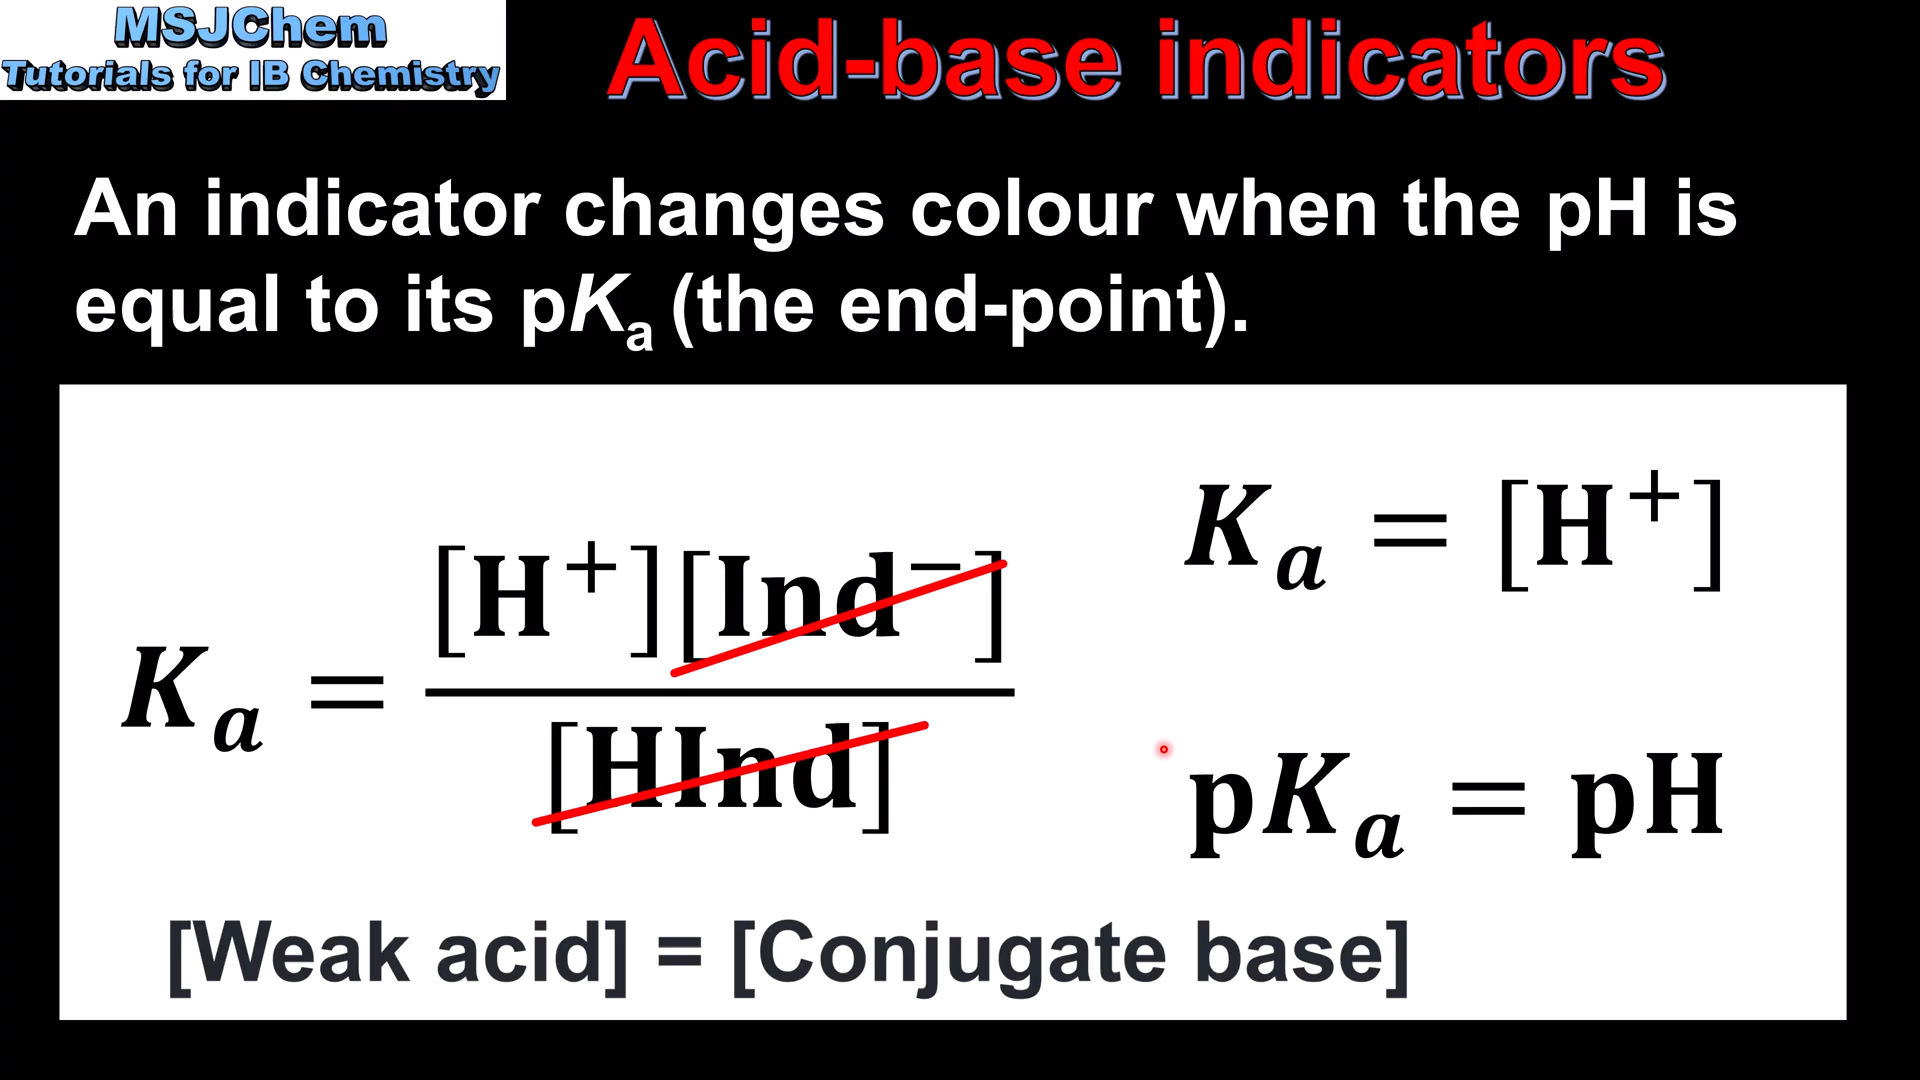 MSJChem
Tutorials for IB Chemistry
Acid-base indicators
An indicator changes colour when the pH is
equal to its pKₐ (the end-point).
Kₐ = [H⁺][Ind⁻] / [HInd]
Kₐ = [H⁺]
pKₐ = pH
[Weak acid] = [Conjugate base]